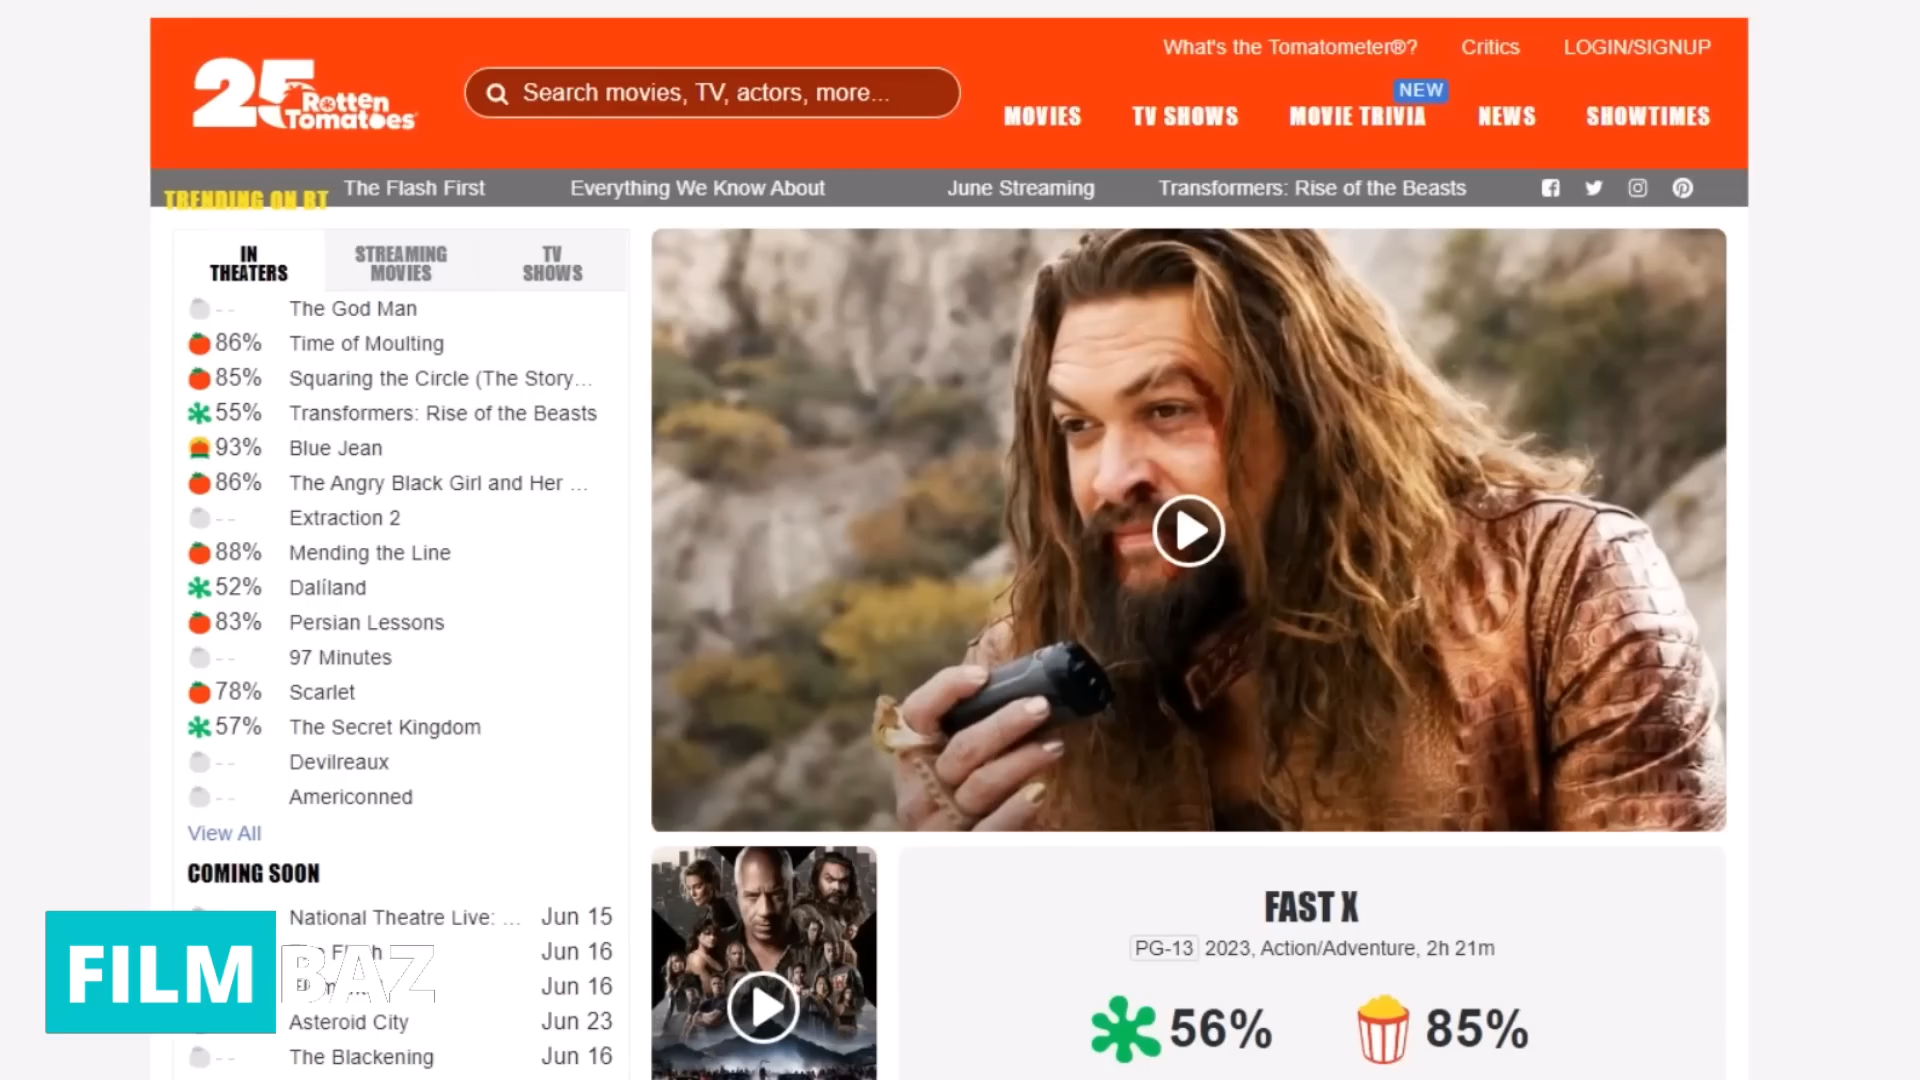 What's the Tomatometer®? Critics LOGIN/SIGNUP
25 Rotten Tomatoes
Search movies, TV, actors, more...
NEW
MOVIES TV SHOWS MOVIE TRIVIA NEWS SHOWTIMES
TRENDING ON RT The Flash First Everything We Know About June Streaming Transformers: Rise of the Beasts
IN THEATERS
STREAMING MOVIES
TV SHOWS
- - The God Man
86% Time of Moulting
85% Squaring the Circle (The Story...
55% Transformers: Rise of the Beasts
93% Blue Jean
86% The Angry Black Girl and Her ...
- - Extraction 2
88% Mending the Line
52% Dalíland
83% Persian Lessons
- - 97 Minutes
78% Scarlet
57% The Secret Kingdom
- - Devilreaux
- - Americonned
View All
COMING SOON
National Theatre Live: ... Jun 15
Jun 16
Jun 16
Asteroid City Jun 23
- - The Blackening Jun 16
FILM BAZ
FAST X
PG-13 2023, Action/Adventure, 2h 21m
56% 85%